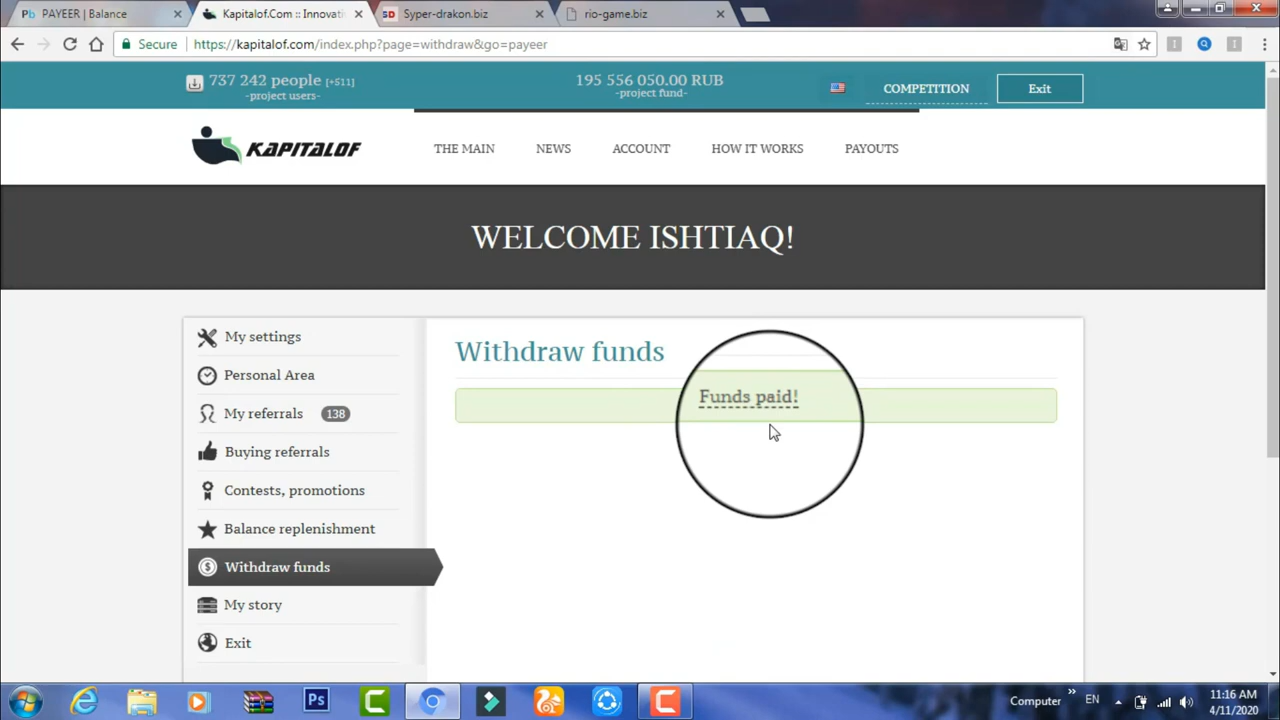 PAYEER | Balance
Kapitalof.Com :: Innovati
Syper-drakon.biz
rio-game.biz
Secure
https://kapitalof.com/index.php?page=withdraw&go=payeer
737 242 people [+511]
-project users-
195 556 050.00 RUB
-project fund-
COMPETITION
Exit
KAPITALOF
THE MAIN
NEWS
ACCOUNT
HOW IT WORKS
PAYOUTS
WELCOME ISHTIAQ!
My settings
Personal Area
My referrals 138
Buying referrals
Contests, promotions
Balance replenishment
Withdraw funds
My story
Exit
Withdraw funds
Funds paid!
Computer
EN
11:16 AM
4/11/2020